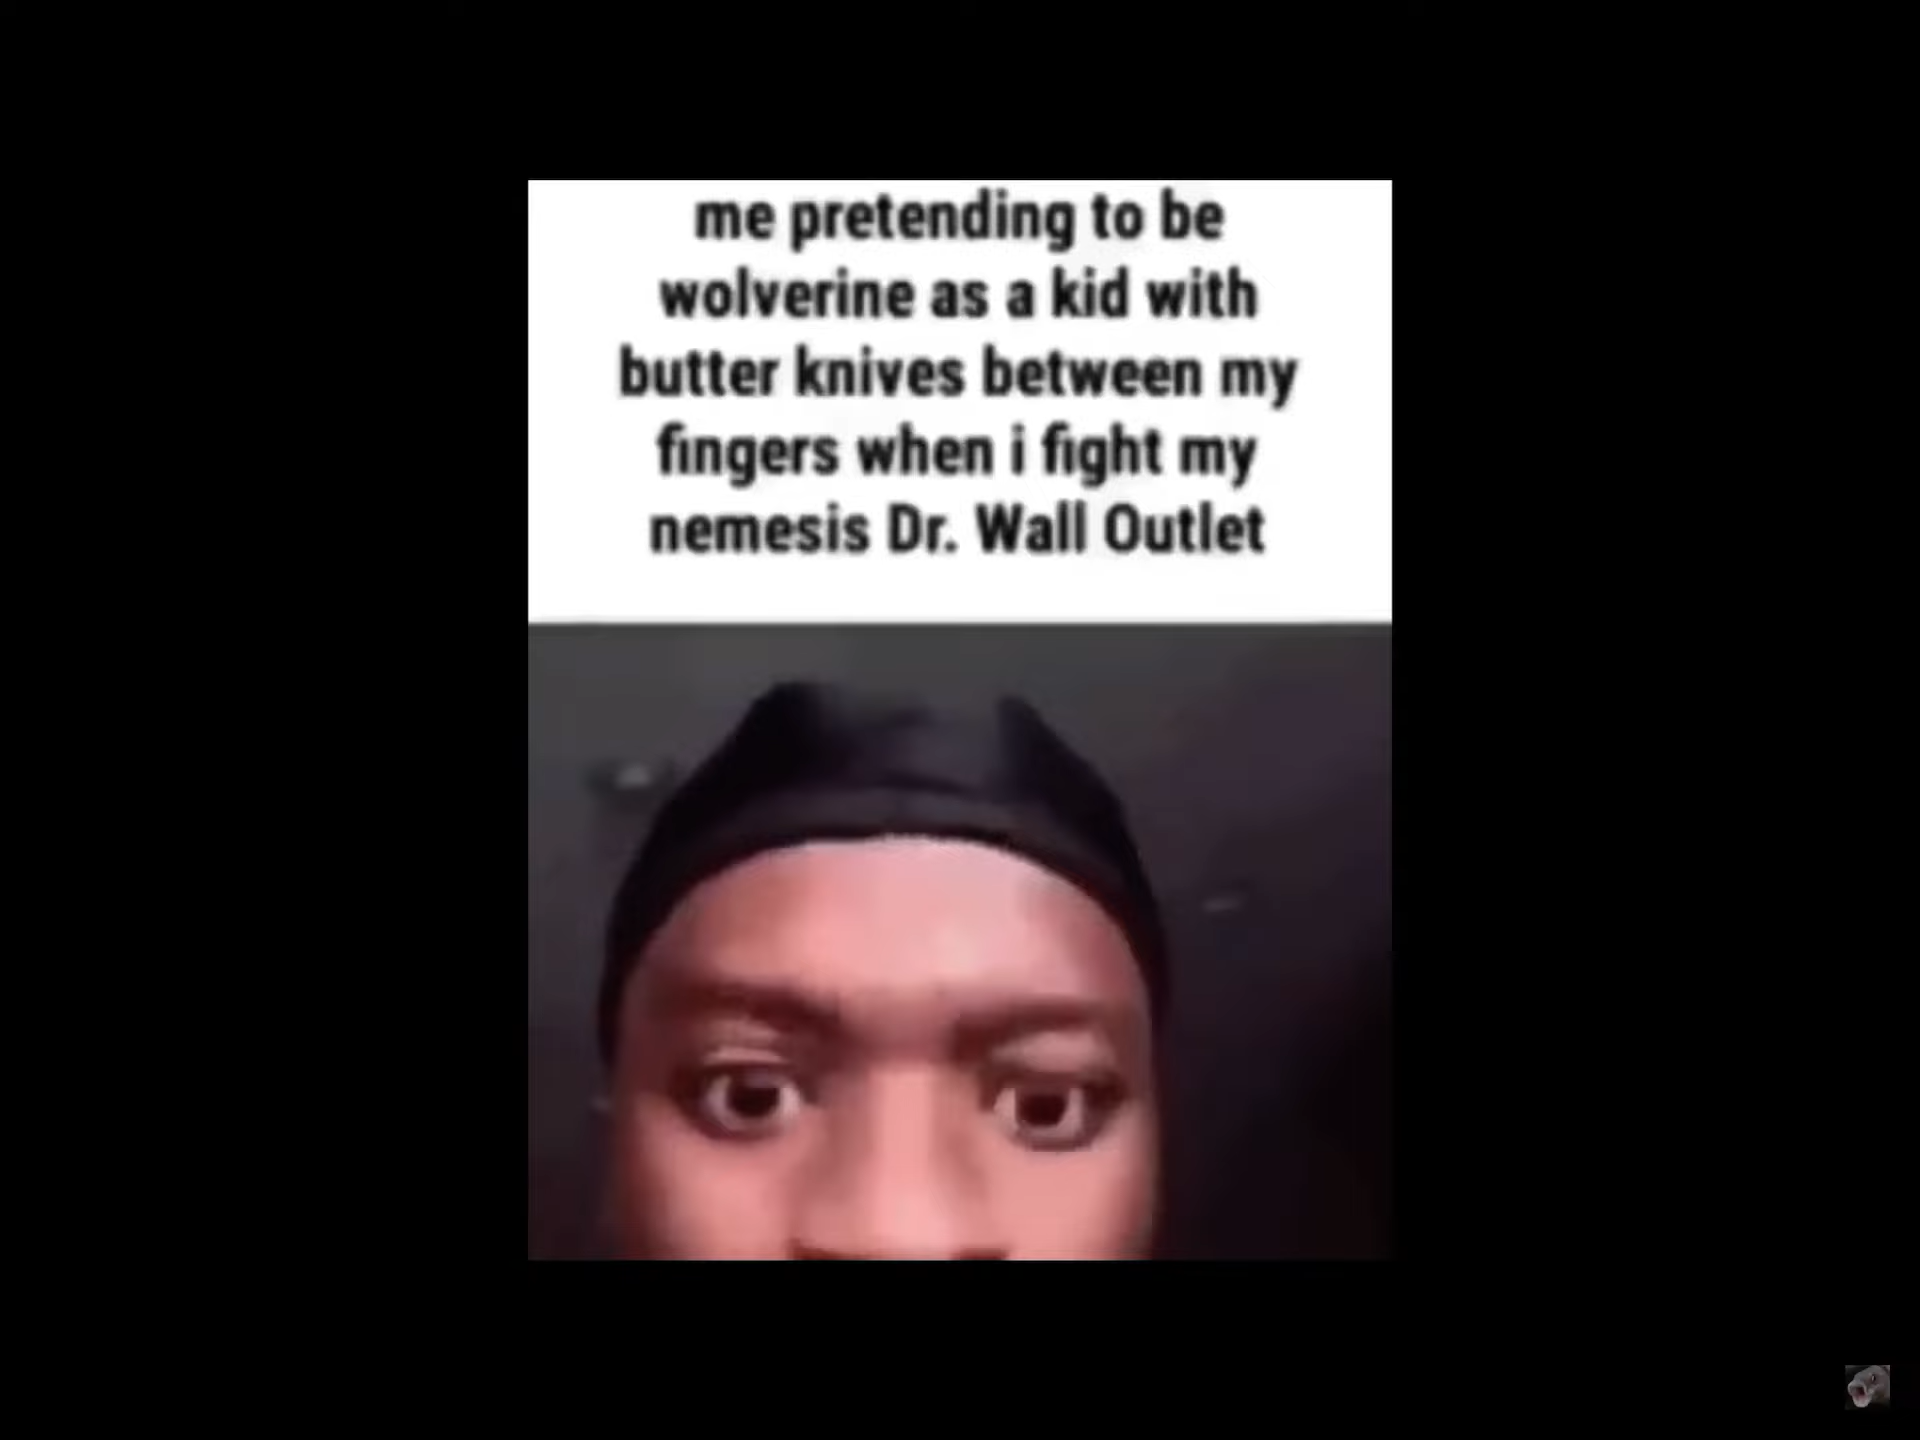 me pretending to be
wolverine as a kid with
butter knives between my
fingers when i fight my
nemesis Dr. Wall Outlet